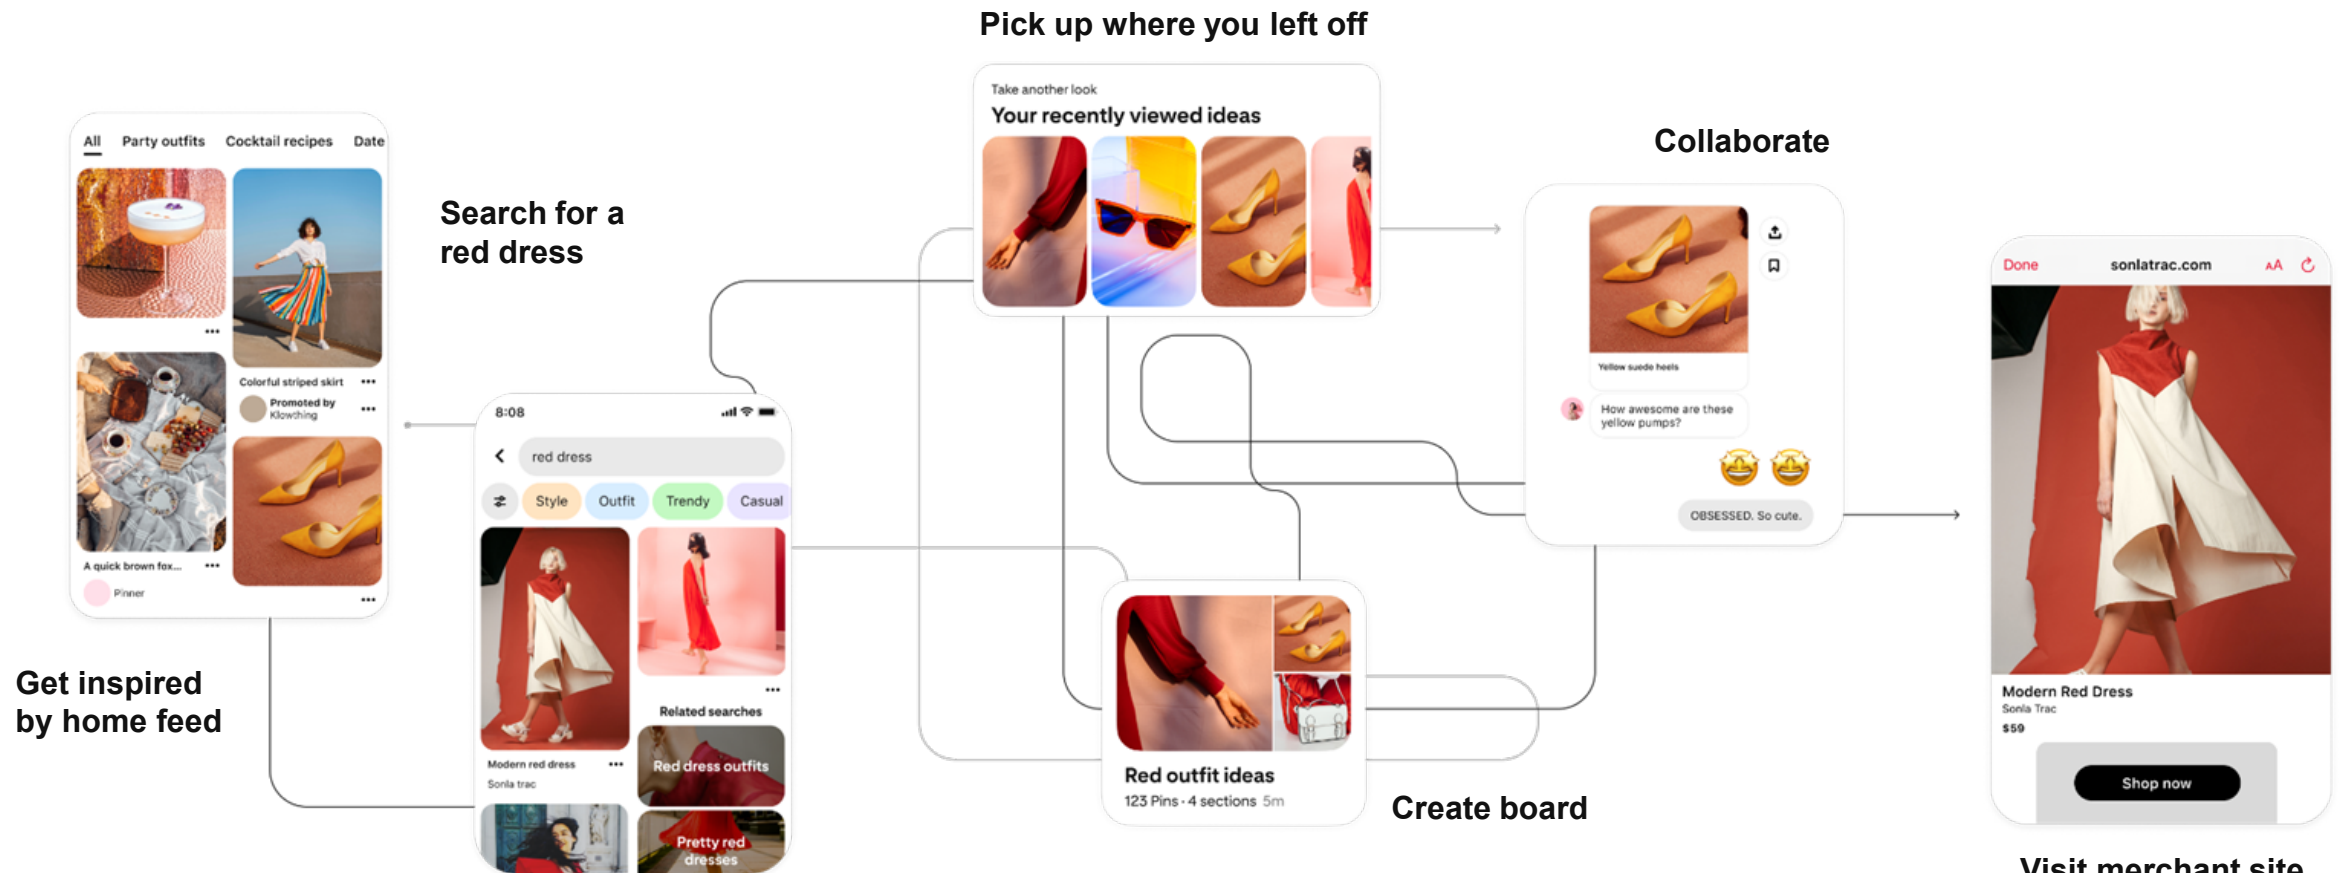 Pick up where you left off
Take another look
Your recently viewed ideas
All Party outfits Cocktail recipes Date
Colorful striped skirt
Promoted by
Klowthing
A quick brown fox...
Pinner
Get inspired
by home feed
Search for a
red dress
8:08
red dress
Style Outfit Trendy Casual
Modern red dress
Sonla trac
Related searches
Red dress outfits
Pretty red
dresses
Red outfit ideas
123 Pins · 4 sections 5m
Create board
Collaborate
Yellow suede heels
How awesome are these
yellow pumps?
OBSESSED. So cute.
Done sonlatrac.com AA
Modern Red Dress
Sonla Trac
$59
Shop now
Visit merchant site